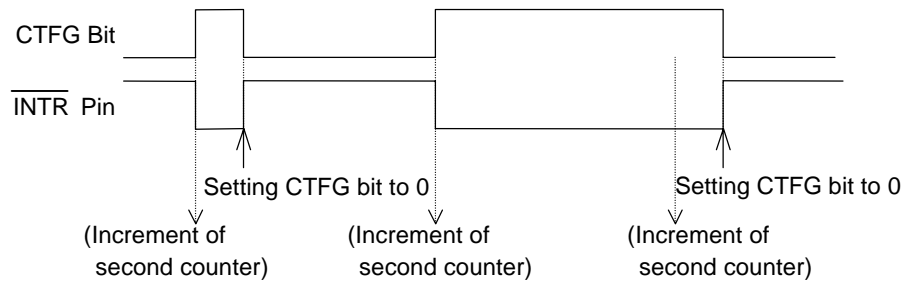 CTFG Bit
INTR Pin
Setting CTFG bit to 0
Setting CTFG bit to 0
(Increment of
second counter)
(Increment of
second counter)
(Increment of
second counter)